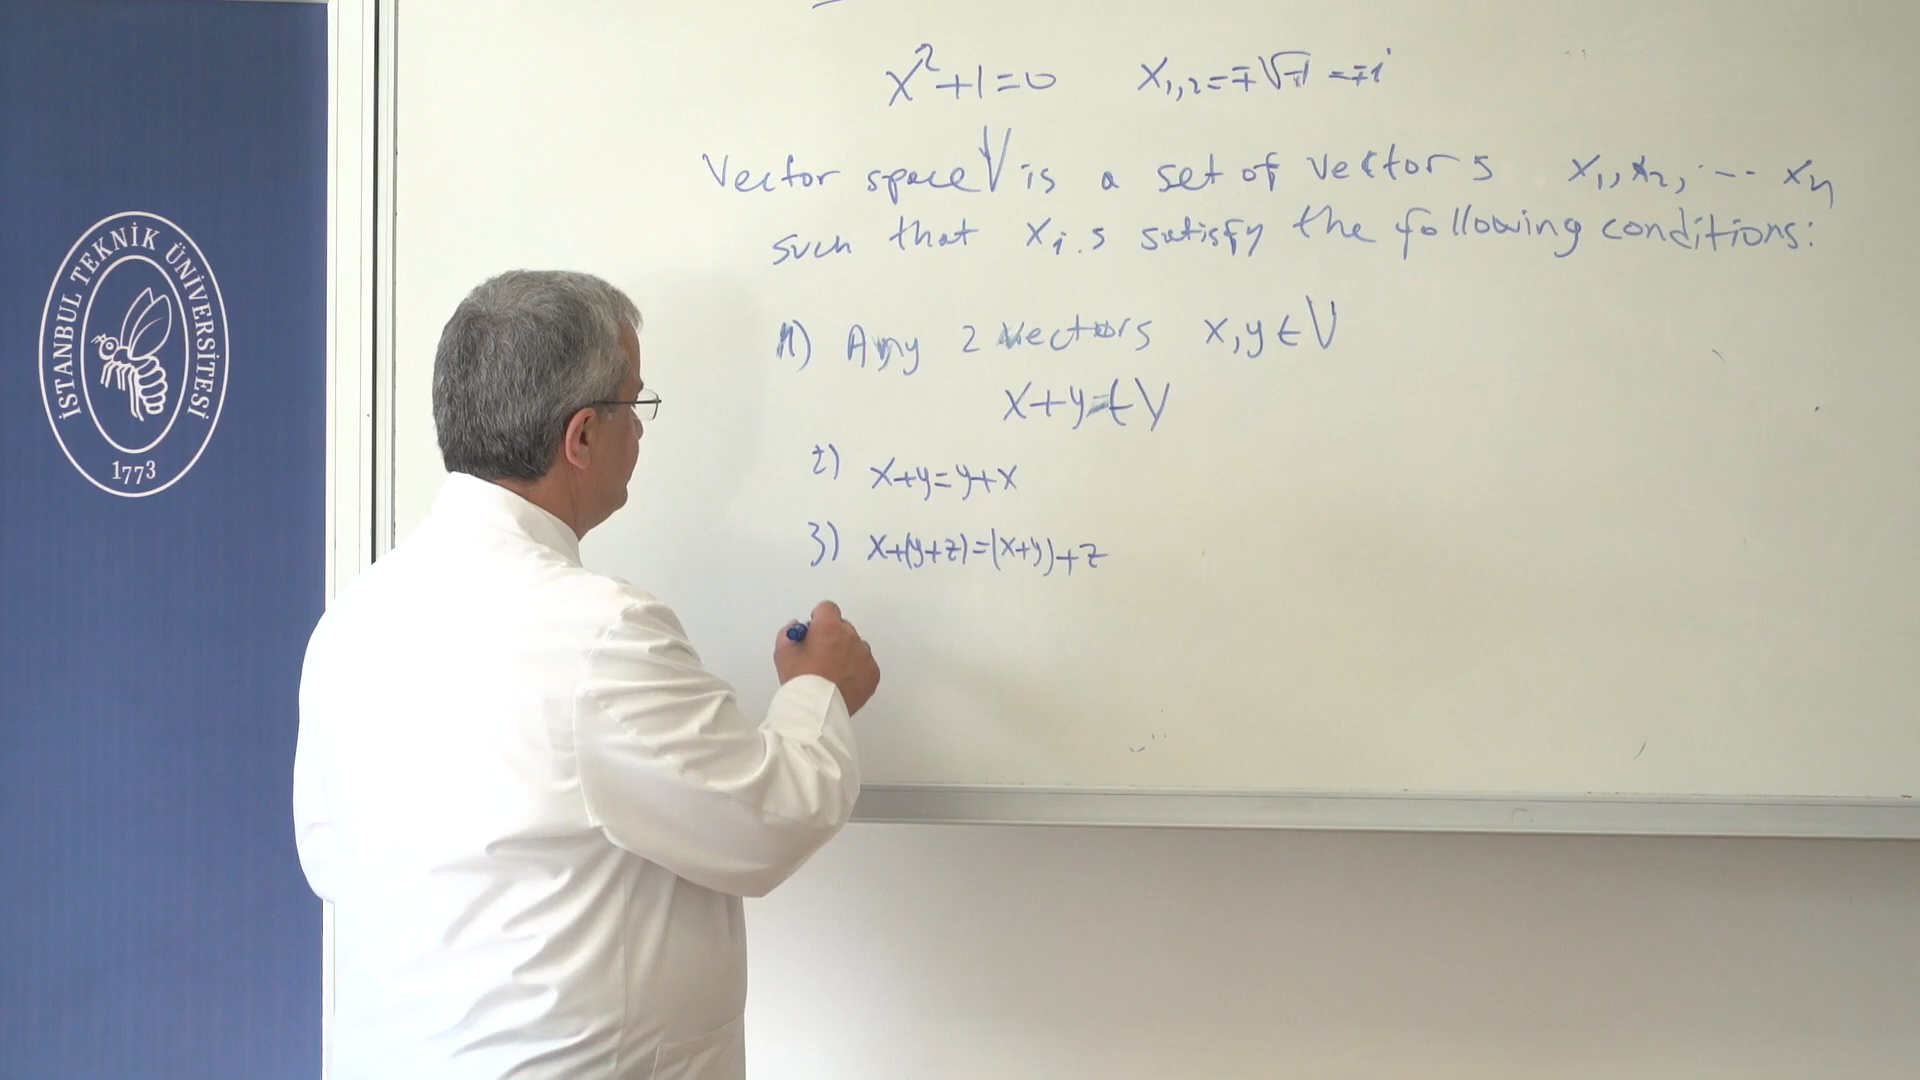 İSTANBUL TEKNİK ÜNİVERSİTESİ
1773
x²+1=0 x₁,₂=∓√-1 =∓i
Vector space V is a set of vectors x₁, x₂, ... xₙ
such that xᵢ.s satisfy the following conditions:
1) Any 2 vectors x,y ∈ V
x+y ∈ V
2) x+y=y+x
3) x+(y+z)=(x+y)+z